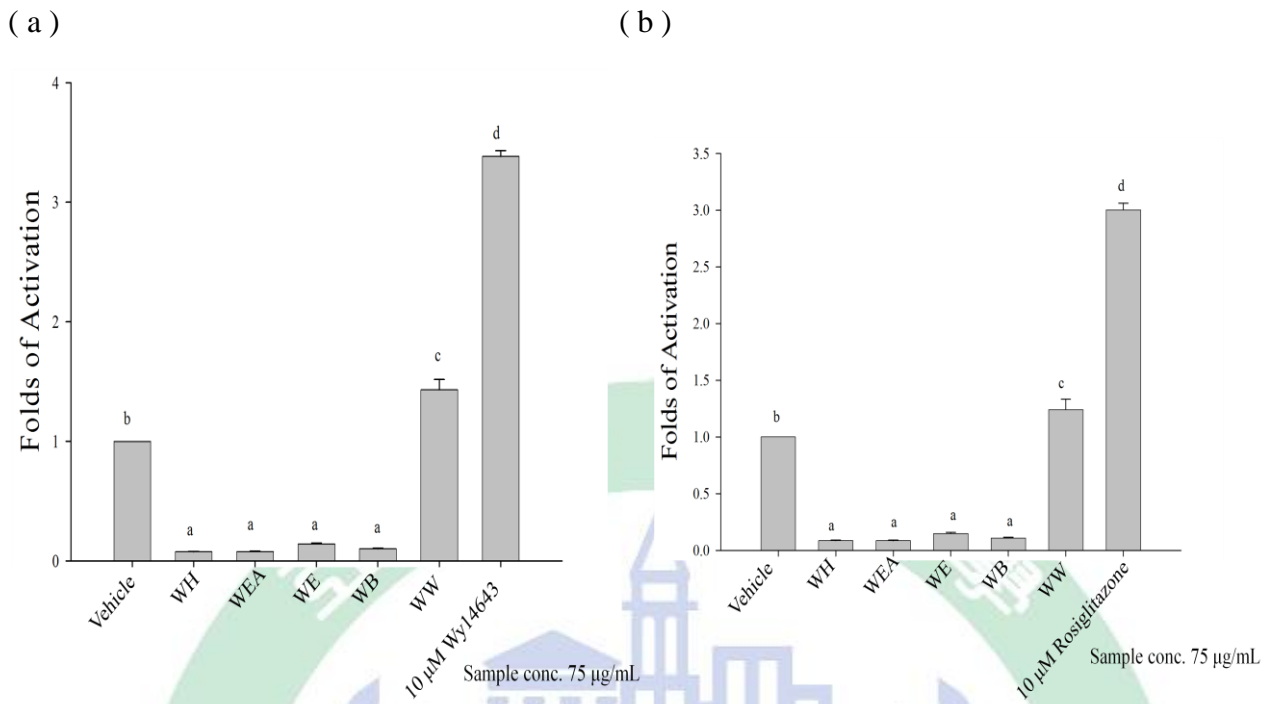 ( a )
( b )
Folds of Activation
4
3
2
1
0
b
a
a
a
a
c
d
Vehicle
WH
WEA
WE
WB
WW
10 μM Wy14643
Sample conc. 75 μg/mL
Folds of Activation
3.5
3.0
2.5
2.0
1.5
1.0
0.5
0.0
b
a
a
a
a
c
d
Vehicle
WH
WEA
WE
WB
WW
10 μM Rosiglitazone
Sample conc. 75 μg/mL